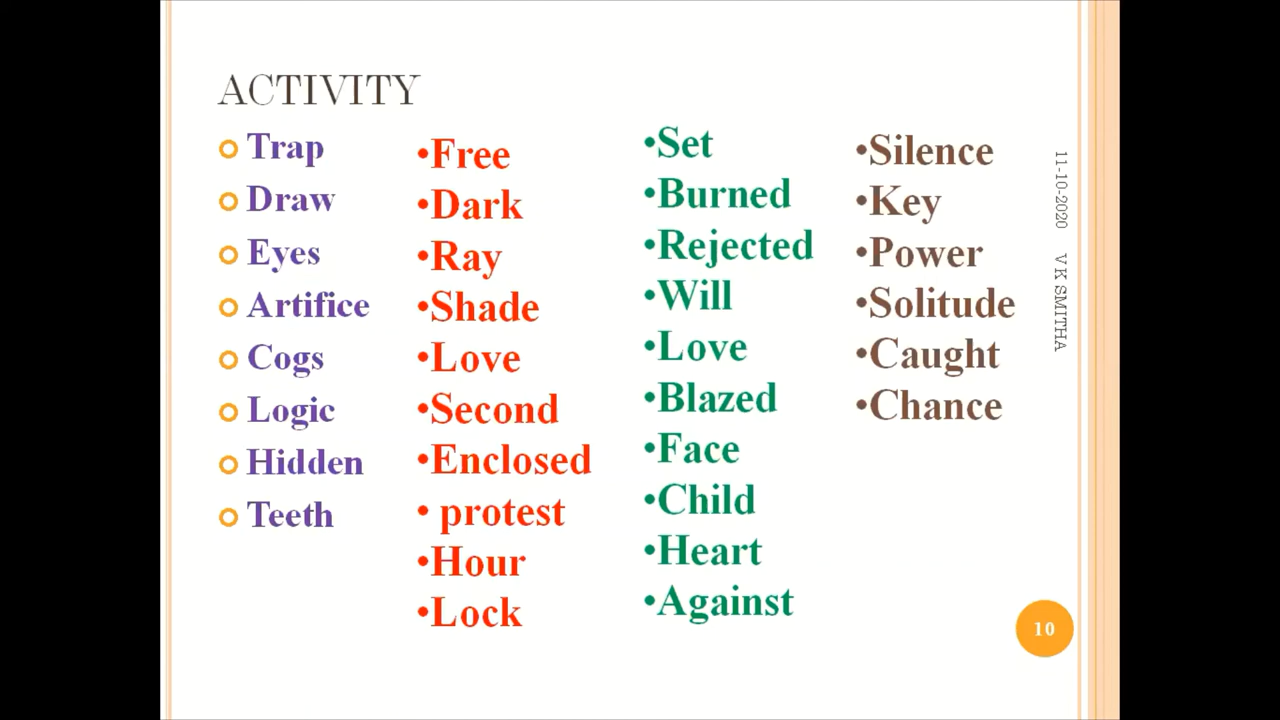 ACTIVITY
Trap
Draw
Eyes
Artifice
Cogs
Logic
Hidden
Teeth
•Free
•Dark
•Ray
•Shade
•Love
•Second
•Enclosed
• protest
•Hour
•Lock
•Set
•Burned
•Rejected
•Will
•Love
•Blazed
•Face
•Child
•Heart
•Against
•Silence
•Key
•Power
•Solitude
•Caught
•Chance
11-10-2020 V K SMITHA
10